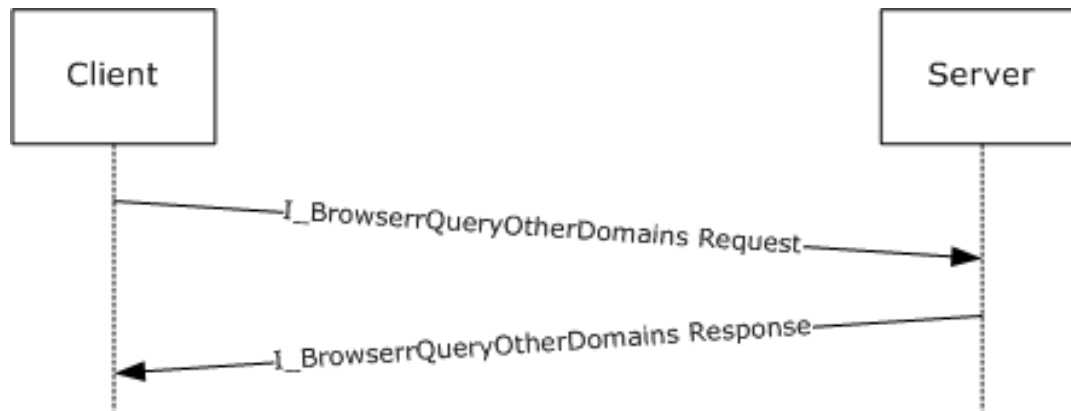 Client
Server
I_BrowserrQueryOtherDomains Request
I_BrowserrQueryOtherDomains Response